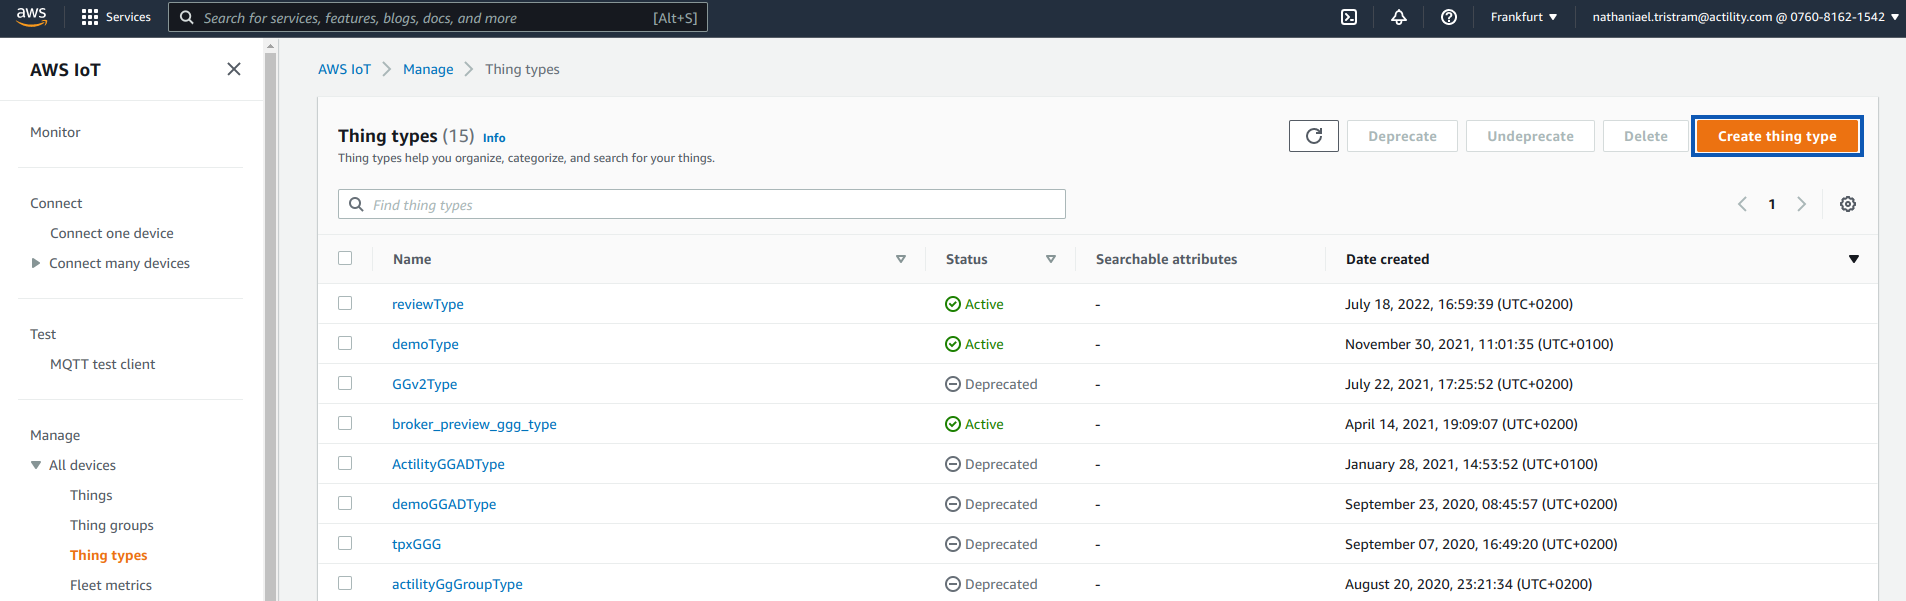 aws Services Search for services, features, blogs, docs, and more [Alt+S] Frankfurt nathaniael.tristram@actility.com @ 0760-8162-1542
AWS IoT
Monitor
Connect
Connect one device
Connect many devices
Test
MQTT test client
Manage
All devices
Things
Thing groups
Thing types
Fleet metrics
AWS IoT Manage Thing types
Thing types (15) Info
Thing types help you organize, categorize, and search for your things.
Deprecate Undeprecate Delete Create thing type
Find thing types
1
Name Status Searchable attributes Date created
reviewType Active - July 18, 2022, 16:59:39 (UTC+0200)
demoType Active - November 30, 2021, 11:01:35 (UTC+0100)
GGv2Type Deprecated - July 22, 2021, 17:25:52 (UTC+0200)
broker_preview_ggg_type Active - April 14, 2021, 19:09:07 (UTC+0200)
ActilityGGADType Deprecated - January 28, 2021, 14:53:52 (UTC+0100)
demoGGADType Deprecated - September 23, 2020, 08:45:57 (UTC+0200)
tpxGGG Deprecated - September 07, 2020, 16:49:20 (UTC+0200)
actilityGgGroupType Deprecated - August 20, 2020, 23:21:34 (UTC+0200)